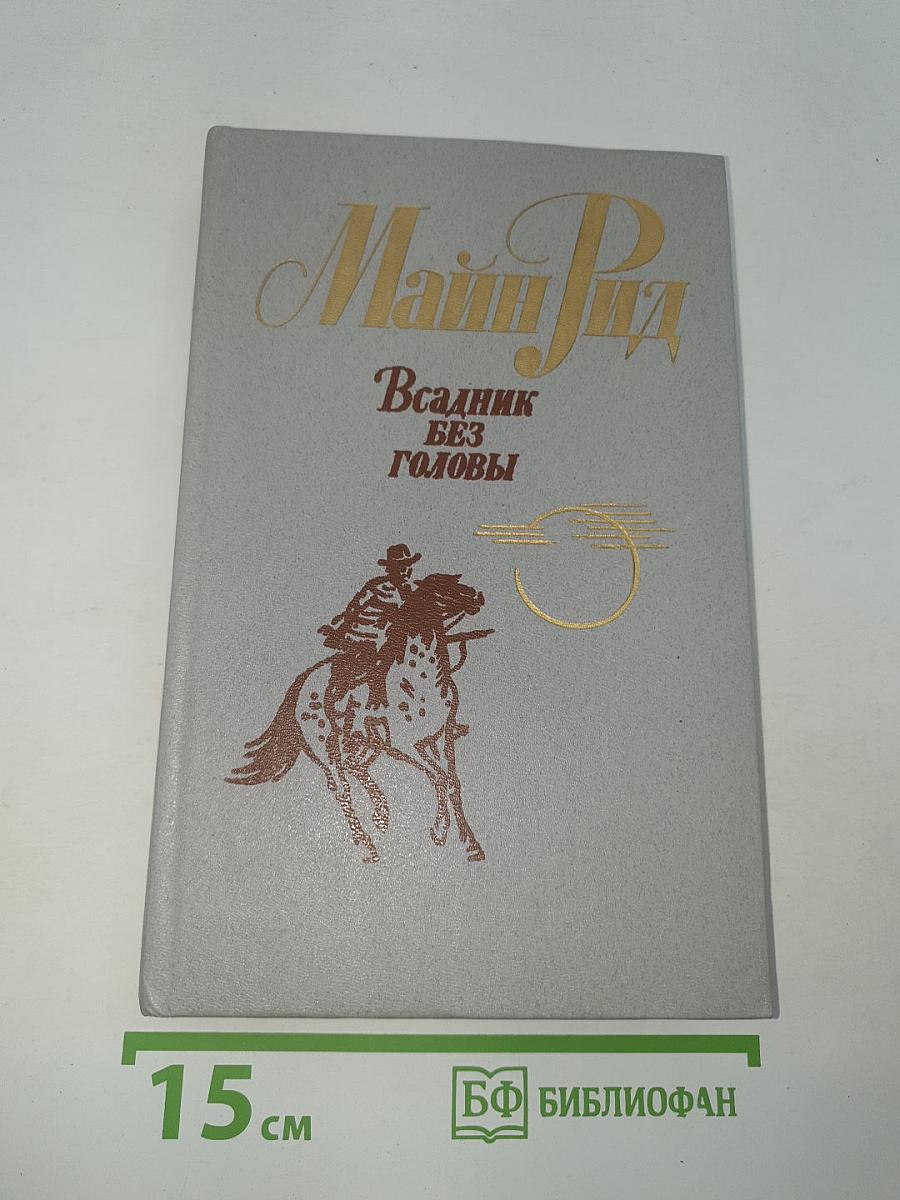 Майн Рид
Всадник
БЕЗ
ГОЛОВЫ
15 см
БФ БИБЛИОФАН